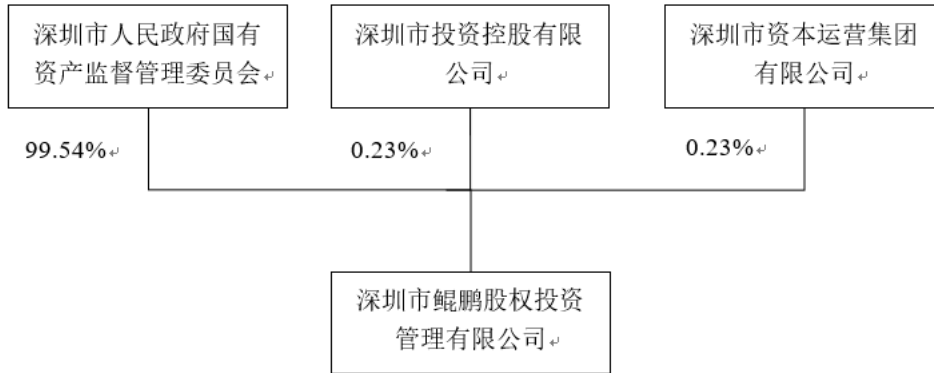 深圳市人民政府国有
资产监督管理委员会
深圳市投资控股有限
公司
深圳市资本运营集团
有限公司
99.54%
0.23%
0.23%
深圳市鲲鹏股权投资
管理有限公司